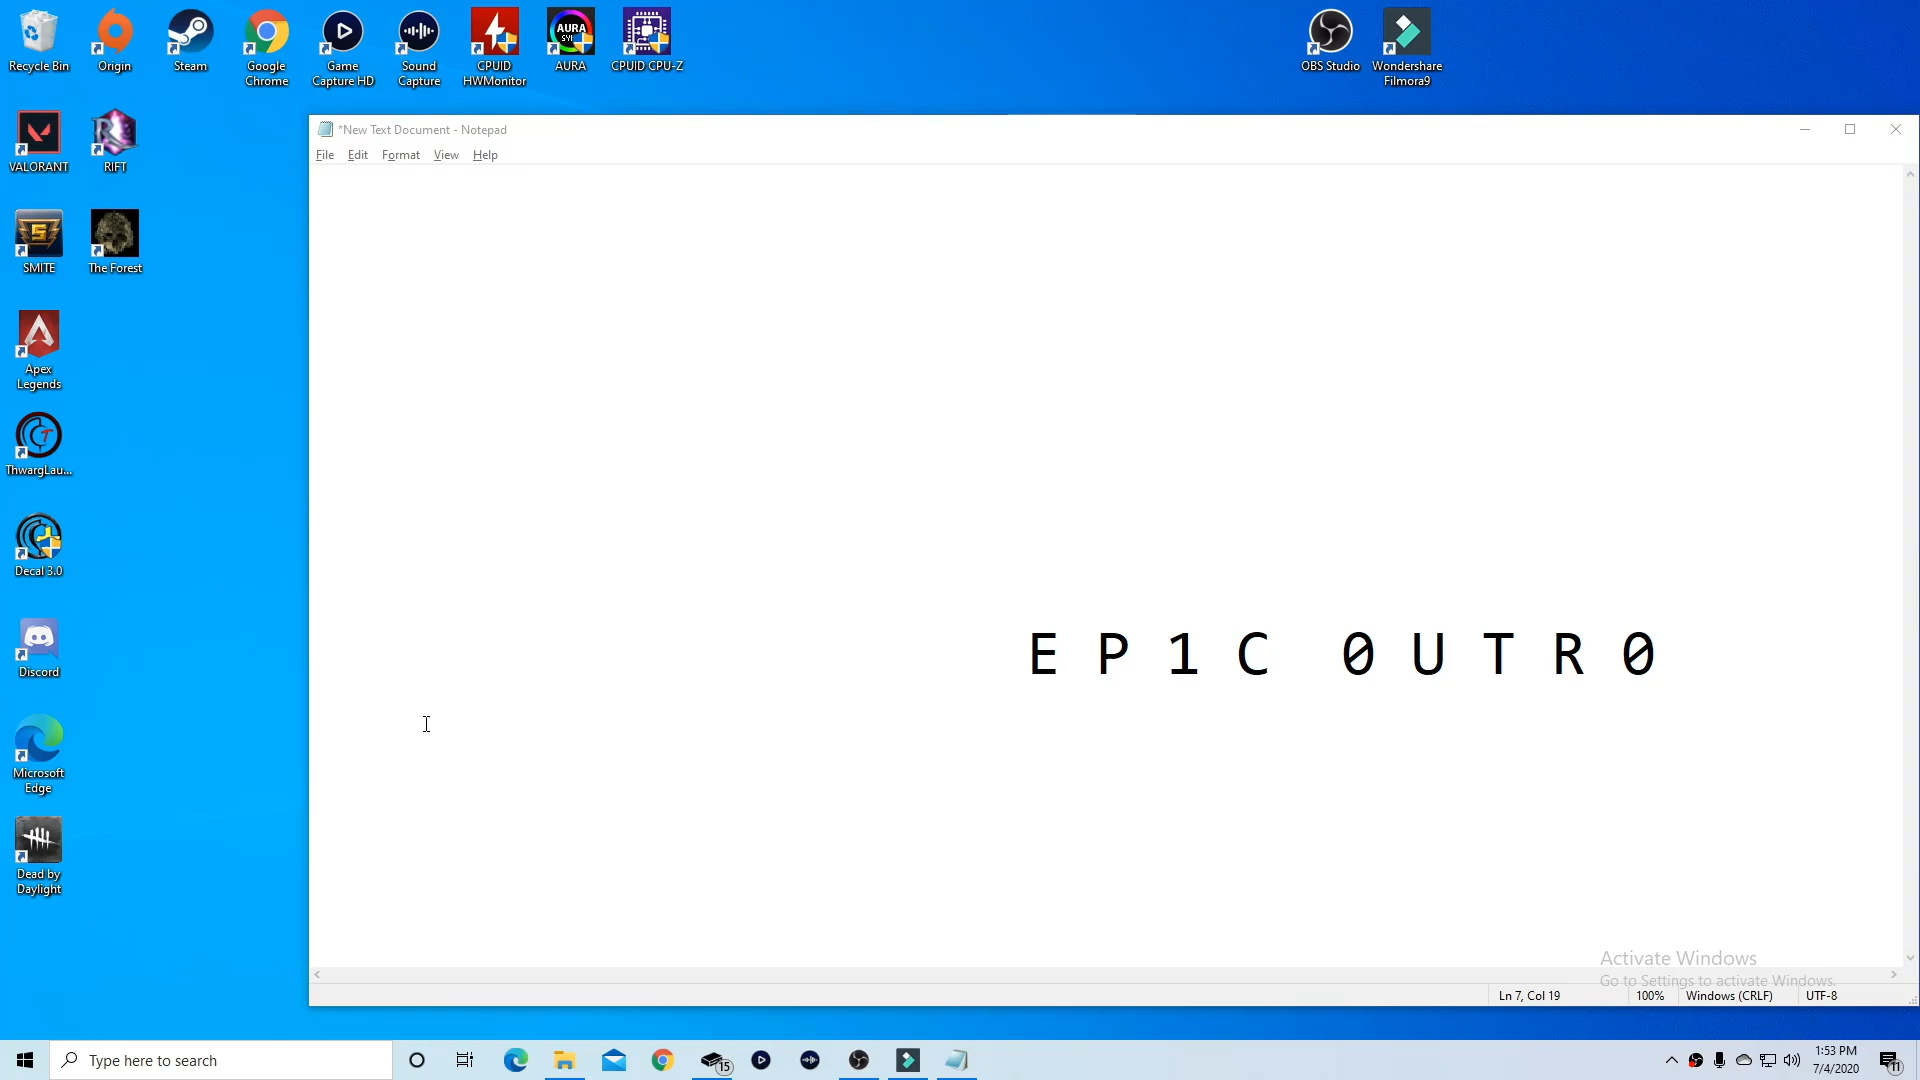 Recycle Bin
Origin
Steam
Google
Chrome
Game
Capture HD
Sound
Capture
CPUID
HWMonitor
AURA
AURA
CPUID CPU-Z
OBS Studio
Wondershare
Filmora9
VALORANT
RIFT
SMITE
The Forest
Apex
Legends
ThwargLau...
Decal 3.0
Discord
Microsoft
Edge
Dead by
Daylight
*New Text Document - Notepad
File Edit Format View Help
E P 1 C 0 U T R 0
Activate Windows
Go to Settings to activate Windows.
Ln 7, Col 19 100% Windows (CRLF) UTF-8
Type here to search
15
1:53 PM
7/4/2020
11